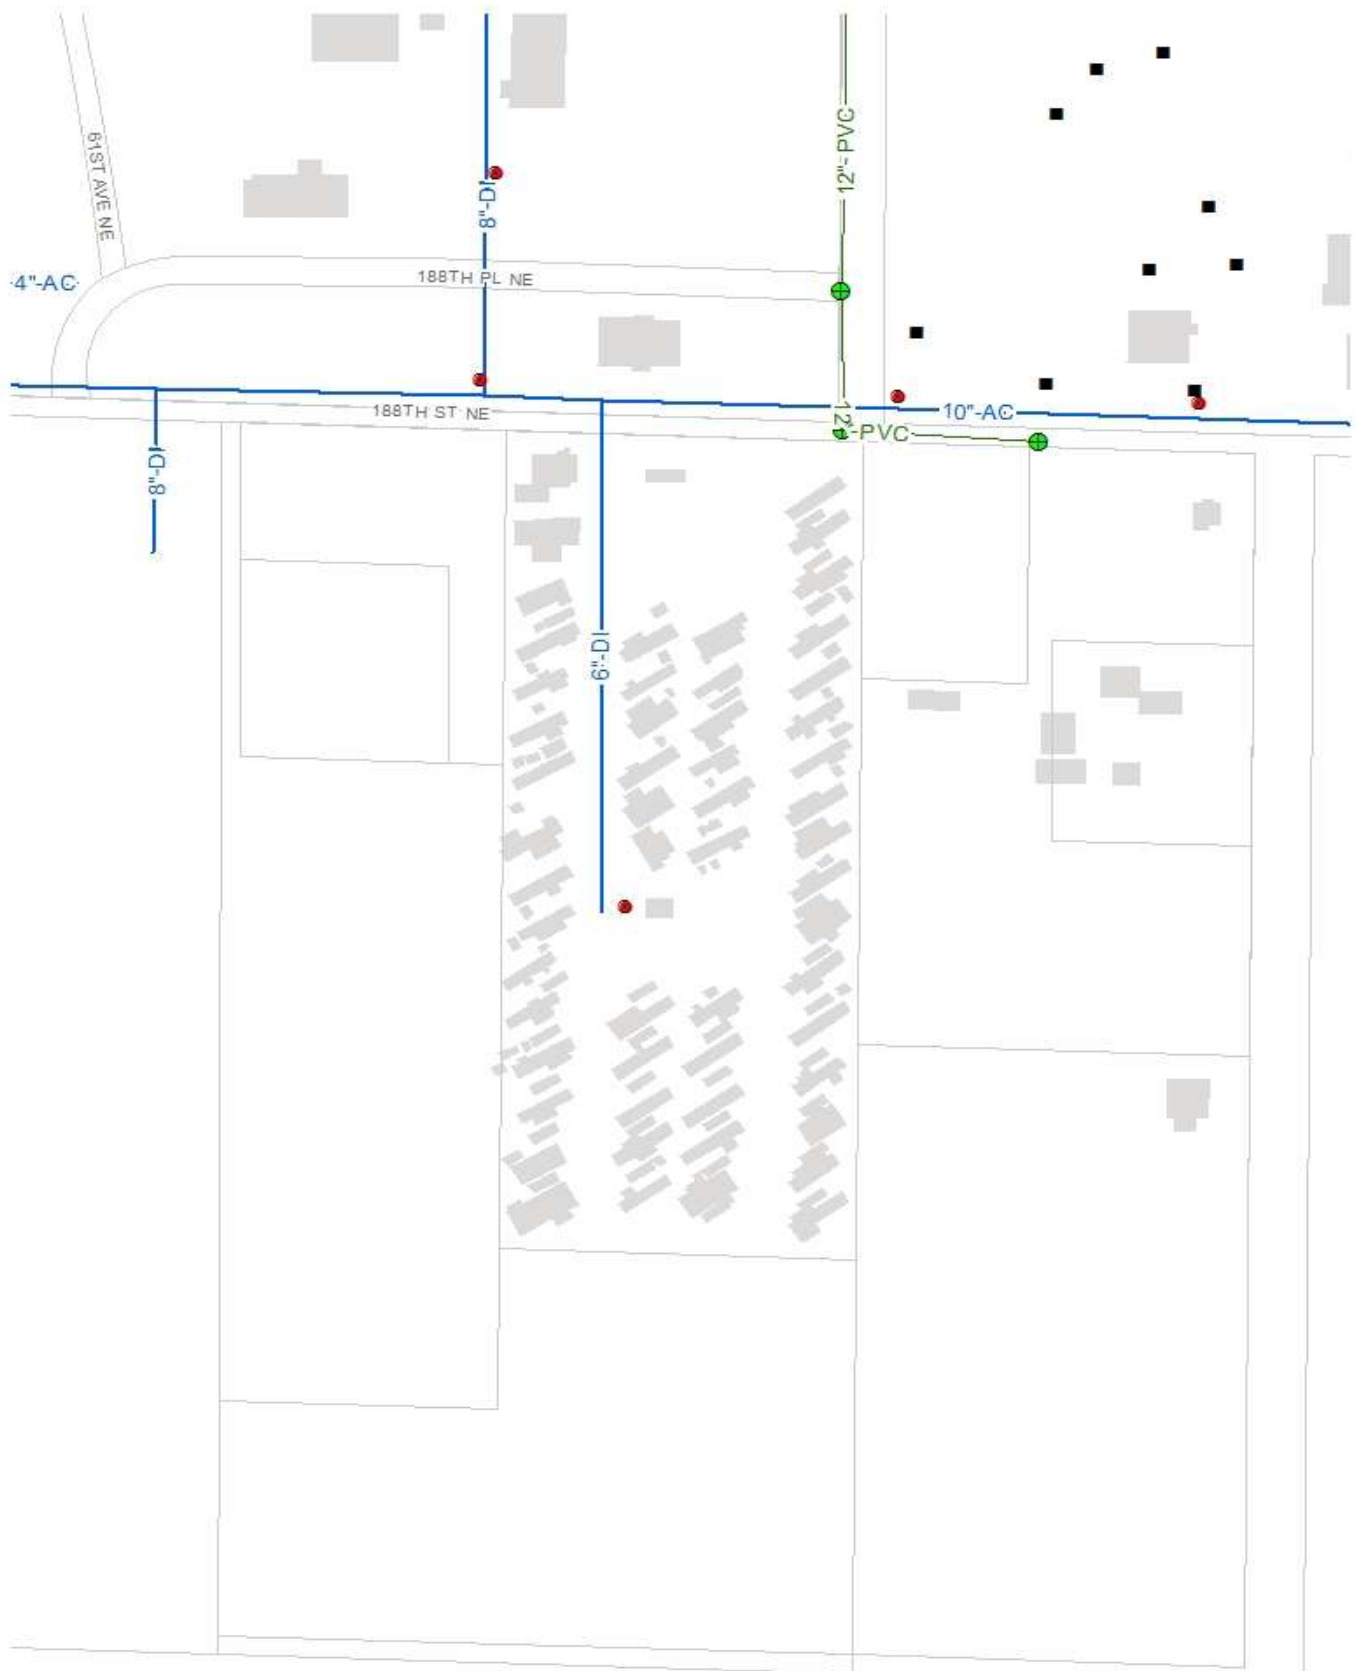 12"-PVC
61ST AVE NE
8"-DI
4"-AC
188TH PL NE
188TH ST NE
10"-AC
12"-PVC
8"-DI
6"-DI